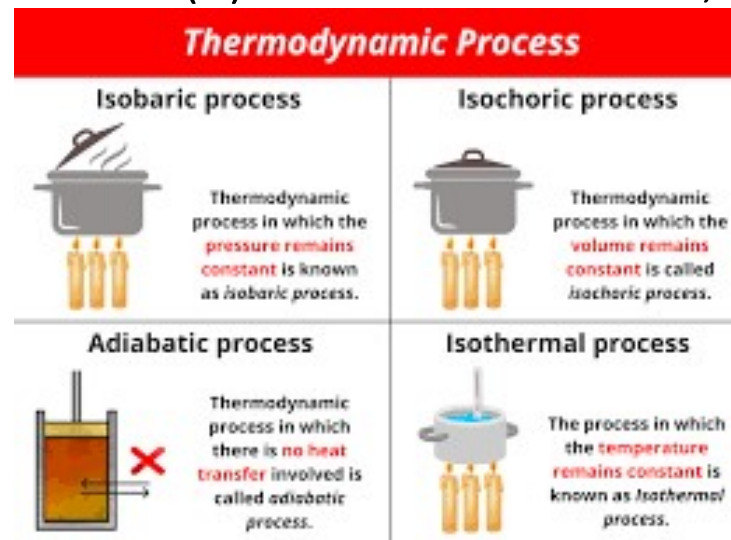 Thermodynamic Process
Isobaric process
Thermodynamic
process in which the
pressure remains
constant is known
as isobaric process.
Isochoric process
Thermodynamic
process in which the
volume remains
constant is called
isochoric process.
Adiabatic process
Thermodynamic
process in which
there is no heat
transfer involved is
called adiabatic
process.
Isothermal process
The process in which
the temperature
remains constant is
known as Isothermal
process.